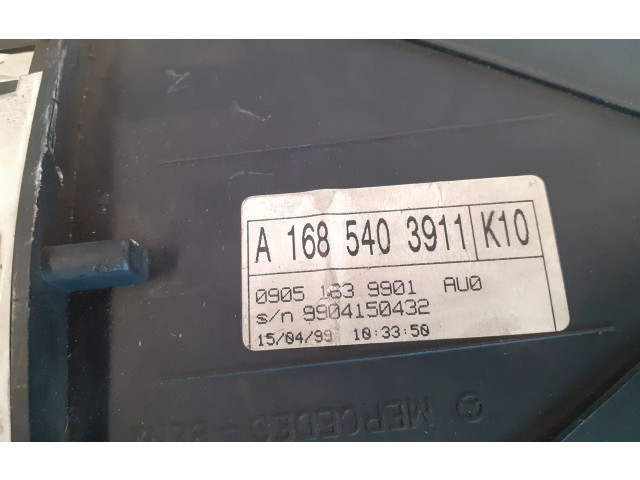 A 168 540 3911 K10
0905 163 9901 AU0
s/n 9904150432
15/04/99 10:33:50
MERCEDES-BENZ